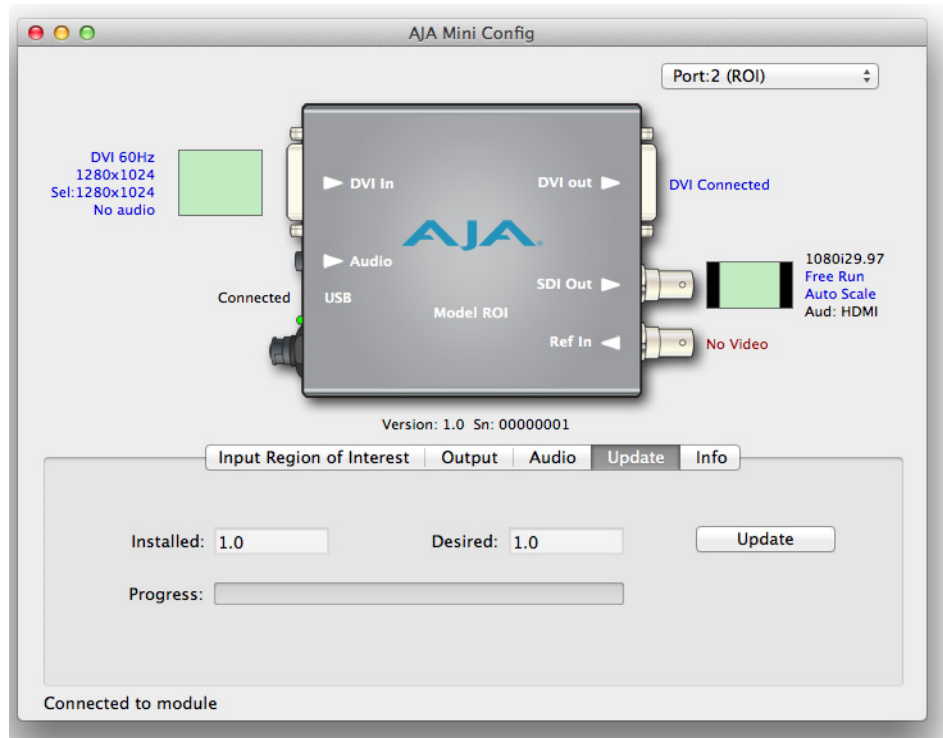 AJA Mini Config
Port:2 (ROI)
DVI 60Hz
1280x1024
Sel:1280x1024
No audio
DVI In
DVI out
DVI Connected
AJA
Audio
Connected
USB
SDI Out
Model ROI
Ref In
1080i29.97
Free Run
Auto Scale
Aud: HDMI
No Video
Version: 1.0 Sn: 00000001
Input Region of Interest
Output
Audio
Update
Info
Installed: 1.0
Desired: 1.0
Update
Progress:
Connected to module